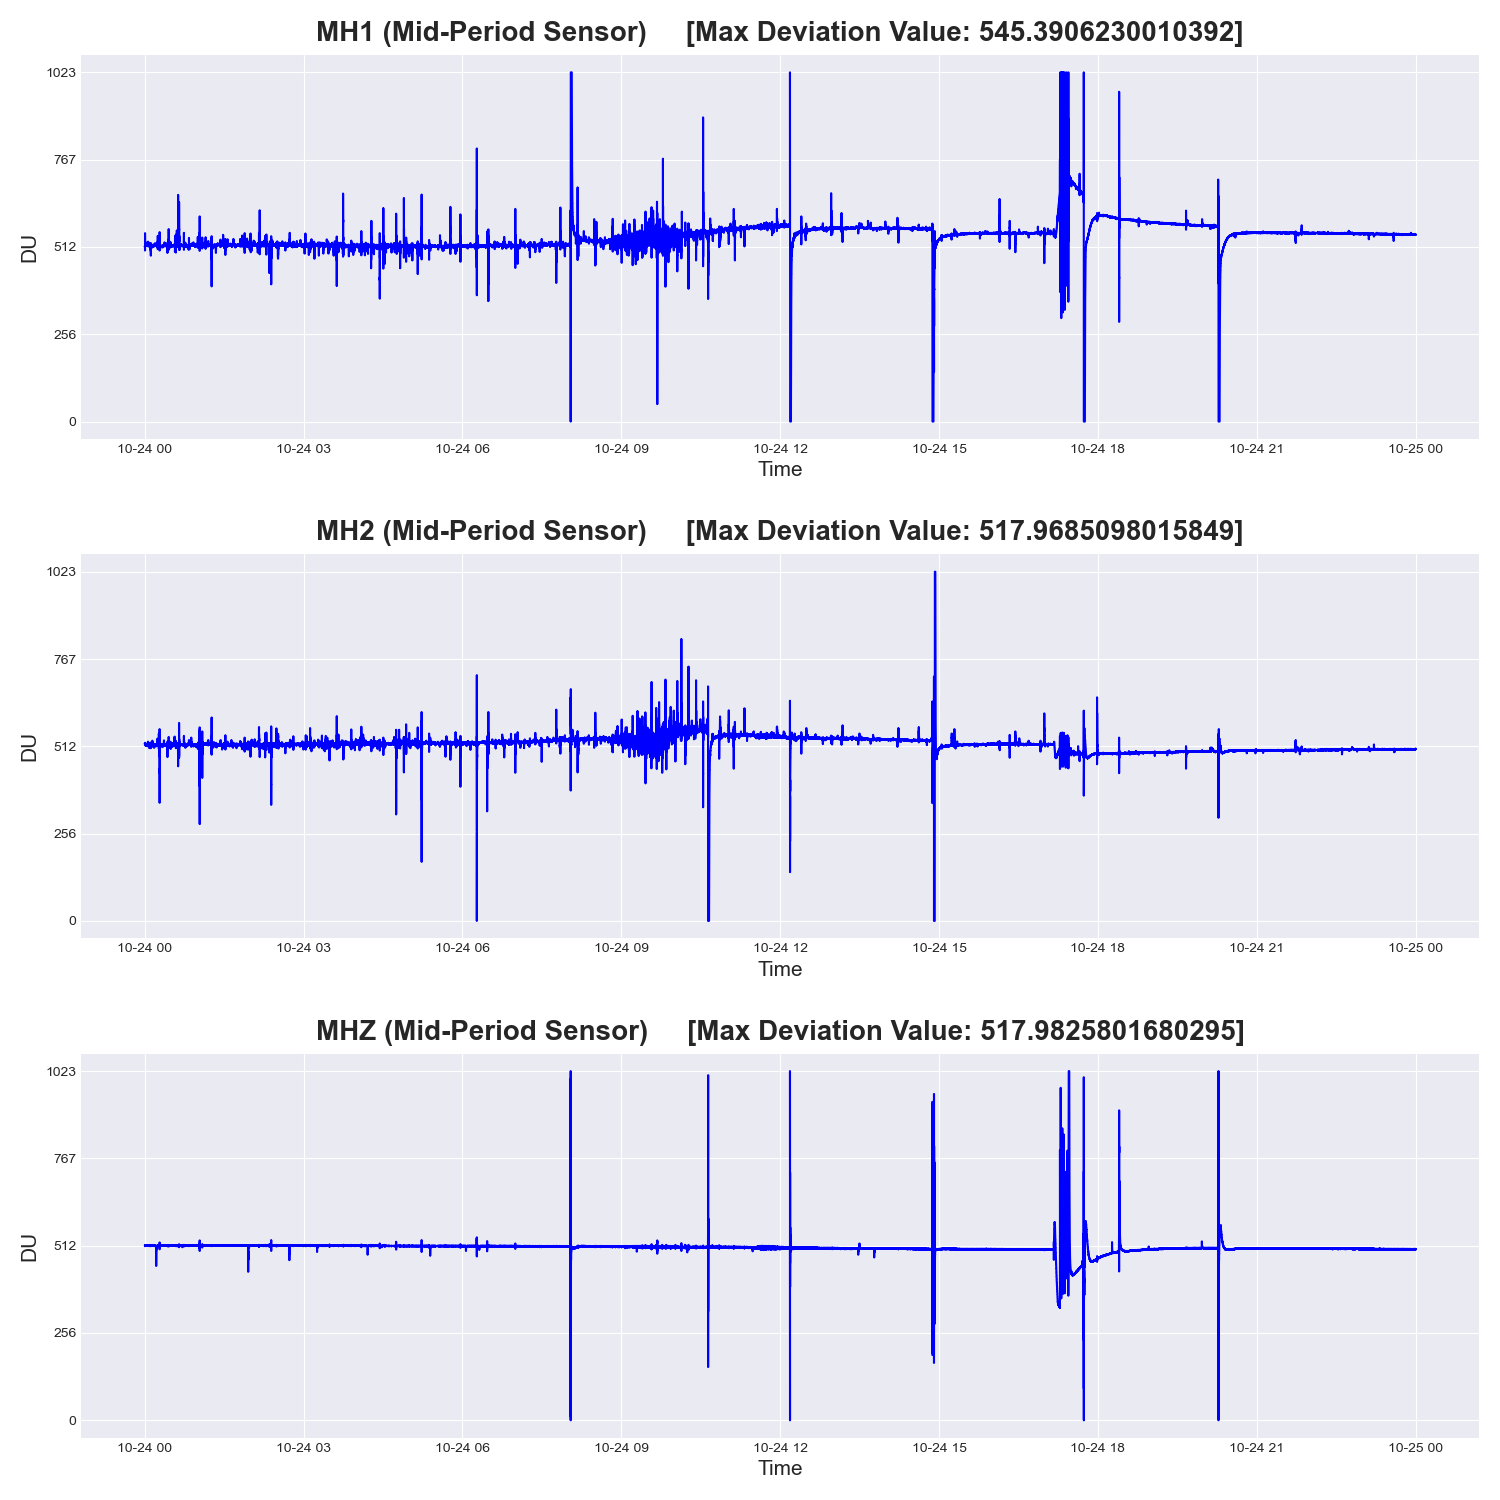 MH1 (Mid-Period Sensor) [Max Deviation Value: 545.3906230010392]
1023
767
512
256
0
DU
10-24 00 10-24 03 10-24 06 10-24 09 10-24 12 10-24 15 10-24 18 10-24 21 10-25 00
Time
MH2 (Mid-Period Sensor) [Max Deviation Value: 517.9685098015849]
1023
767
512
256
0
DU
10-24 00 10-24 03 10-24 06 10-24 09 10-24 12 10-24 15 10-24 18 10-24 21 10-25 00
Time
MHZ (Mid-Period Sensor) [Max Deviation Value: 517.9825801680295]
1023
767
512
256
0
DU
10-24 00 10-24 03 10-24 06 10-24 09 10-24 12 10-24 15 10-24 18 10-24 21 10-25 00
Time